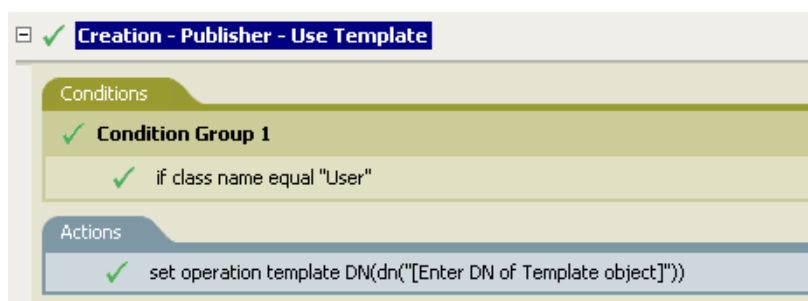 Creation - Publisher - Use Template
Conditions
Condition Group 1
if class name equal "User"
Actions
set operation template DN(dn("[Enter DN of Template object]"))